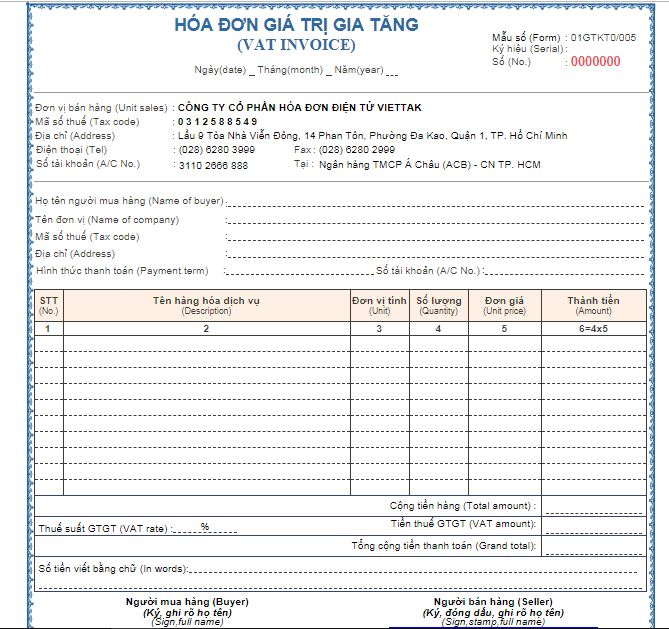 HÓA ĐƠN GIÁ TRỊ GIA TĂNG
(VAT INVOICE)
Ngày(date) _ Tháng(month) _ Năm(year) __
Mẫu số (Form) : 01GTKT0/005
Ký hiệu (Serial) :
Số (No.) : 0000000
Đơn vị bán hàng (Unit sales) : CÔNG TY CỔ PHẦN HÓA ĐƠN ĐIỆN TỬ VIETTAK
Mã số thuế (Tax code) : 0312588549
Địa chỉ (Address) : Lầu 9 Tòa Nhà Viễn Đông, 14 Phan Tôn, Phường Đa Kao, Quận 1, TP. Hồ Chí Minh
Điện thoại (Tel) : (028) 6280 3999 Fax : (028) 6280 2999
Số tài khoản (A/C No.) : 3110 2666 888 Tại : Ngân hàng TMCP Á Châu (ACB) - CN TP. HCM
Họ tên người mua hàng (Name of buyer):
Tên đơn vị (Name of company) :
Mã số thuế (Tax code) :
Địa chỉ (Address) :
Hình thức thanh toán (Payment term) : Số tài khoản (A/C No.) :
STT Tên hàng hóa dịch vụ Đơn vị tính Số lượng Đơn giá Thành tiền
(No.) (Description) (Unit) (Quantity) (Unit price) (Amount)
1 2 3 4 5 6=4x5
Cộng tiền hàng (Total amount) :
Thuế suất GTGT (VAT rate) : % Tiền thuế GTGT (VAT amount):
Tổng cộng tiền thanh toán (Grand total):
Số tiền viết bằng chữ (In words):
Người mua hàng (Buyer) Người bán hàng (Seller)
(Ký, ghi rõ họ tên) (Ký, đóng dấu, ghi rõ họ tên)
(Sign,full name) (Sign,stamp,full name)